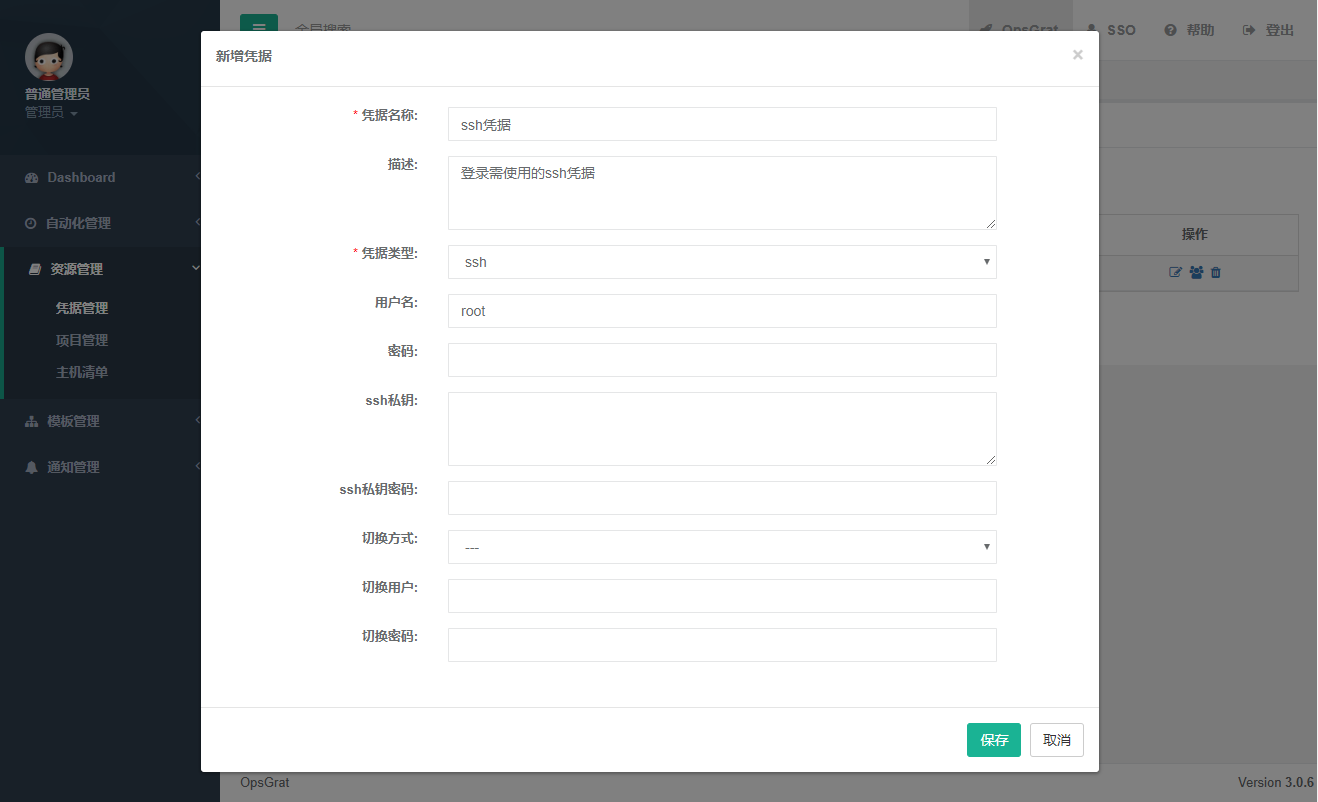 全局搜索
OpsGrat
SSO
帮助
登出
普通管理员
管理员
Dashboard
自动化管理
资源管理
凭据管理
项目管理
主机清单
模板管理
通知管理
新增凭据
×
* 凭据名称:
ssh凭据
描述:
登录需使用的ssh凭据
* 凭据类型:
ssh
用户名:
root
密码:
ssh私钥:
ssh私钥密码:
切换方式:
---
切换用户:
切换密码:
保存
取消
操作
OpsGrat
Version 3.0.6